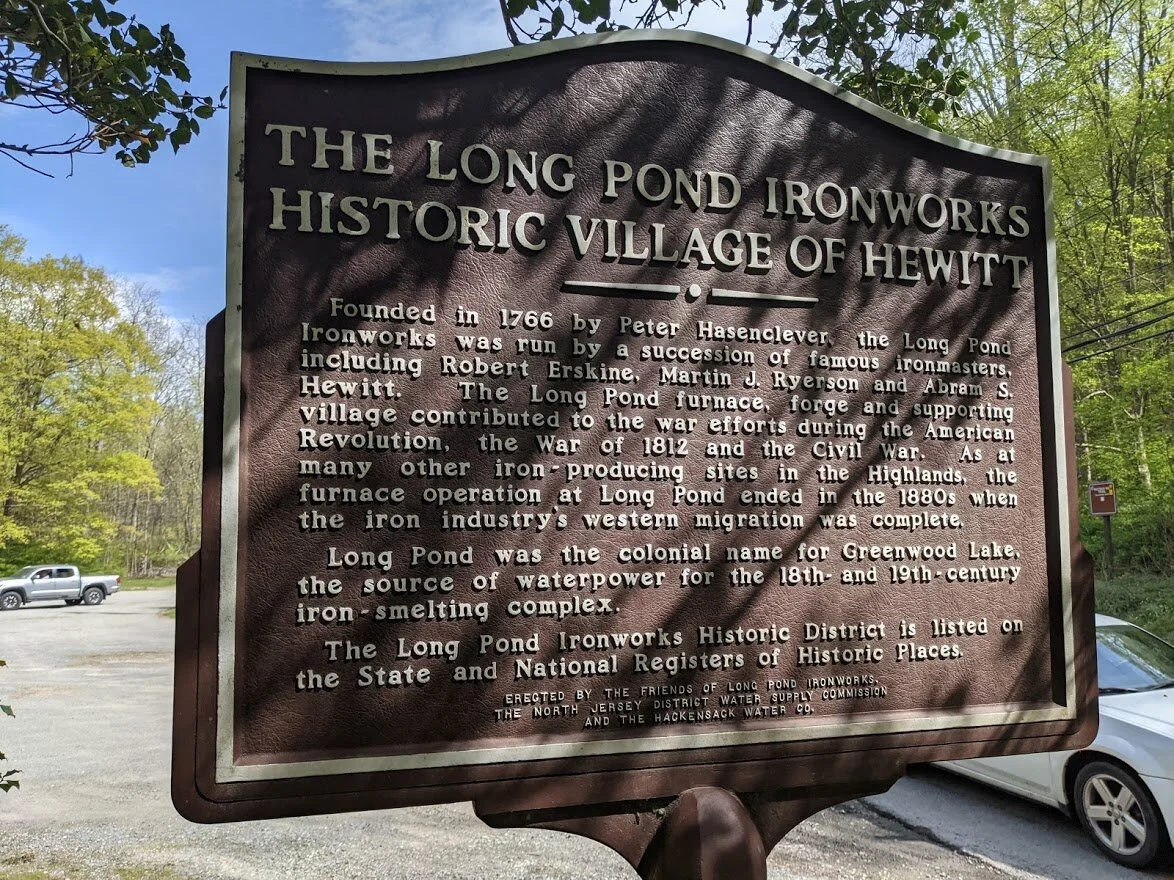 THE LONG POND IRONWORKS
HISTORIC VILLAGE OF HEWITT
Founded in 1766 by Peter Hasenclever, the Long Pond
Ironworks was run by a succession of famous ironmasters,
including Robert Erskine, Martin J. Ryerson and Abram S.
Hewitt. The Long Pond furnace, forge and supporting
village contributed to the war efforts during the American
Revolution, the War of 1812 and the Civil War. As at
many other iron-producing sites in the Highlands, the
furnace operation at Long Pond ended in the 1880s when
the iron industry's western migration was complete.
Long Pond was the colonial name for Greenwood Lake,
the source of waterpower for the 18th- and 19th-century
iron-smelting complex.
The Long Pond Ironworks Historic District is listed on
the State and National Registers of Historic Places.
ERECTED BY THE FRIENDS OF LONG POND IRONWORKS,
THE NORTH JERSEY DISTRICT WATER SUPPLY COMMISSION
AND THE HACKENSACK WATER CO.